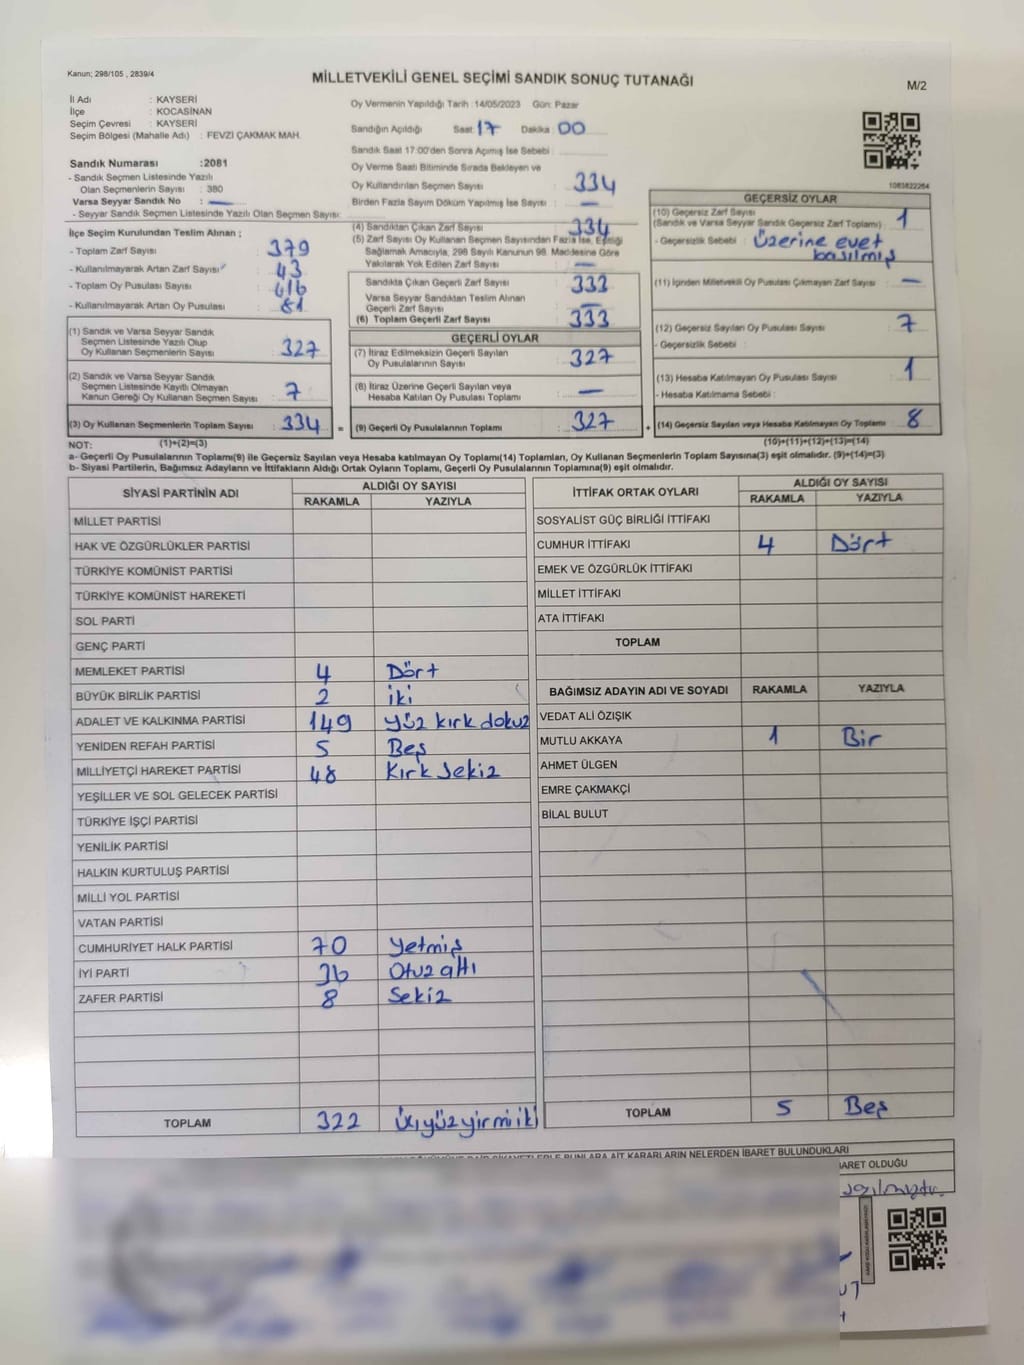 Kanun; 298/105 , 2839/4
MİLLETVEKİLİ GENEL SEÇİMİ SANDIK SONUÇ TUTANAĞI
M/2
İl Adı : KAYSERİ
İlçe : KOCASİNAN
Seçim Çevresi : KAYSERİ
Seçim Bölgesi (Mahalle Adı) : FEVZİ ÇAKMAK MAH.
Sandık Numarası :2081
- Sandık Seçmen Listesinde Yazılı
Olan Seçmenlerin Sayısı : 380
Varsa Seyyar Sandık No : —
- Seyyar Sandık Seçmen Listesinde Yazılı Olan Seçmen Sayısı:
Oy Vermenin Yapıldığı Tarih :14/05/2023 Gün: Pazar
Sandığın Açıldığı Saat: 17 Dakika: 00
Sandık Saat 17:00'den Sonra Açımış İse Sebebi :
Oy Verme Saati Bitiminde Sırada Bekleyen ve
Oy Kullandırılan Seçmen Sayısı : 334
Birden Fazla Sayım Döküm Yapılmış İse Sayısı : —
1083822264
İlçe Seçim Kurulundan Teslim Alınan ;
- Toplam Zarf Sayısı : 379
- Kullanılmayarak Artan Zarf Sayısı : 43
- Toplam Oy Pusulası Sayısı : 416
- Kullanılmayarak Artan Oy Pusulası : 81
(1) Sandık ve Varsa Seyyar Sandık
Seçmen Listesinde Yazılı Olup
Oy Kullanan Seçmenlerin Sayısı : 327
(2) Sandık ve Varsa Seyyar Sandık
Seçmen Listesinde Kayıtlı Olmayan
Kanun Gereği Oy Kullanan Seçmen Sayısı : 7
(3) Oy Kullanan Seçmenlerin Toplam Sayısı : 334 =
(1)+(2)=(3)
(4) Sandıktan Çıkan Zarf Sayısı : 334
(5) Zarf Sayısı Oy Kullanan Seçmen Sayısından Fazla İse, Eşitliği
Sağlamak Amacıyla, 298 Sayılı Kanunun 98. Maddesine Göre
Yakılarak Yok Edilen Zarf Sayısı : —
Sandıkta Çıkan Geçerli Zarf Sayısı : 333
Varsa Seyyar Sandıktan Teslim Alınan
Geçerli Zarf Sayısı : —
(6) Toplam Geçerli Zarf Sayısı : 333
GEÇERLİ OYLAR
(7) İtiraz Edilmeksizin Geçerli Sayılan
Oy Pusulalarının Sayısı : 327
(8) İtiraz Üzerine Geçerli Sayılan veya
Hesaba Katılan Oy Pusulası Toplamı : —
(9) Geçerli Oy Pusulalarının Toplamı : 327 +
GEÇERSİZ OYLAR
(10) Geçersiz Zarf Sayısı
(Sandık ve Varsa Seyyar Sandık Geçersiz Zarf Toplamı) : 1
- Geçersizlik Sebebi : Üzerine evet
basılmış
(11) İçinden Milletvekili Oy Pusulası Çıkmayan Zarf Sayısı : —
(12) Geçersiz Sayılan Oy Pusulası Sayısı : 7
- Geçersizlik Sebebi :
(13) Hesaba Katılmayan Oy Pusulası Sayısı : 1
- Hesaba Katılmama Sebebi :
(14) Geçersiz Sayılan veya Hesaba Katılmayan Oy Toplamı : 8
(10)+(11)+(12)+(13)=(14)
NOT:
a- Geçerli Oy Pusulalarının Toplamı(9) ile Geçersiz Sayılan veya Hesaba katılmayan Oy Toplamı(14) Toplamları, Oy Kullanan Seçmenlerin Toplam Sayısına(3) eşit olmalıdır. (9)+(14)=(3)
b- Siyasi Partilerin, Bağımsız Adayların ve İttifakların Aldığı Ortak Oyların Toplamı, Geçerli Oy Pusulalarının Toplamına(9) eşit olmalıdır.
SİYASİ PARTİNİN ADI
ALDIĞI OY SAYISI
RAKAMLA YAZIYLA
MİLLET PARTİSİ
HAK VE ÖZGÜRLÜKLER PARTİSİ
TÜRKİYE KOMÜNİST PARTİSİ
TÜRKİYE KOMÜNİST HAREKETİ
SOL PARTİ
GENÇ PARTİ
MEMLEKET PARTİSİ 4 Dört
BÜYÜK BİRLİK PARTİSİ 2 iki
ADALET VE KALKINMA PARTİSİ 149 yüz kırk dokuz
YENİDEN REFAH PARTİSİ 5 Beş
MİLLİYETÇİ HAREKET PARTİSİ 48 Kırk sekiz
YEŞİLLER VE SOL GELECEK PARTİSİ
TÜRKİYE İŞÇİ PARTİSİ
YENİLİK PARTİSİ
HALKIN KURTULUŞ PARTİSİ
MİLLİ YOL PARTİSİ
VATAN PARTİSİ
CUMHURİYET HALK PARTİSİ 70 Yetmiş
İYİ PARTİ 36 Otuz altı
ZAFER PARTİSİ 8 Sekiz
TOPLAM 322 Üçyüzyirmiiki
İTTİFAK ORTAK OYLARI
ALDIĞI OY SAYISI
RAKAMLA YAZIYLA
SOSYALİST GÜÇ BİRLİĞİ İTTİFAKI
CUMHUR İTTİFAKI 4 Dört
EMEK VE ÖZGÜRLÜK İTTİFAKI
MİLLET İTTİFAKI
ATA İTTİFAKI
TOPLAM
BAĞIMSIZ ADAYIN ADI VE SOYADI RAKAMLA YAZIYLA
VEDAT ALİ ÖZIŞIK
MUTLU AKKAYA 1 Bir
AHMET ÜLGEN
EMRE ÇAKMAKÇİ
BİLAL BULUT
TOPLAM 5 Beş
KARARLARIN NELERDEN İBARET BULUNDUKLARI
OLDUĞU